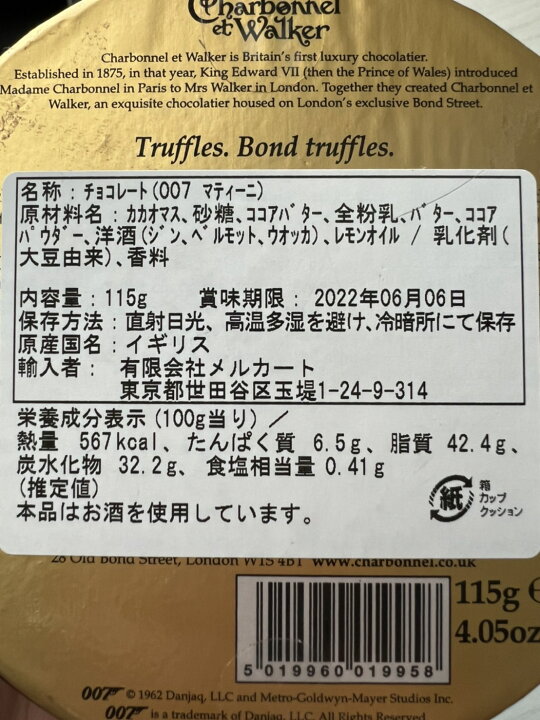 Charbonnel
et Walker
Charbonnel et Walker is Britain's first luxury chocolatier.
Established in 1875, in that year, King Edward VII (then the Prince of Wales) introduced
Madame Charbonnel in Paris to Mrs Walker in London. Together they created Charbonnel et
Walker, an exquisite chocolatier housed on London's exclusive Bond Street.
Truffles. Bond truffles.
名称：チョコレート(007 マティーニ)
原材料名：カカオマス、砂糖、ココアバター、全粉乳、バター、ココア
パウダー、洋酒(ジン、ベルモット、ウオッカ)、レモンオイル / 乳化剤(
大豆由来)、香料
内容量：115g 賞味期限：2022年06月06日
保存方法：直射日光、高温多湿を避け、冷暗所にて保存
原産国名：イギリス
輸入者：有限会社メルカート
東京都世田谷区玉堤1-24-9-314
栄養成分表示(100g当り)／
熱量 567kcal、たんぱく質 6.5g、脂質 42.4g、
炭水化物 32.2g、食塩相当量 0.41g
(推定値)
本品はお酒を使用しています。
紙
箱
カップ
クッション
28 Old Bond Street, London W1S 4BT www.charbonnel.co.uk
115g e
4.05oz
5 019960 019958
007 © 1962 Danjaq, LLC and Metro-Goldwyn-Mayer Studios Inc.
007 is a trademark of Danjaq, LLC. All Rights Reserved